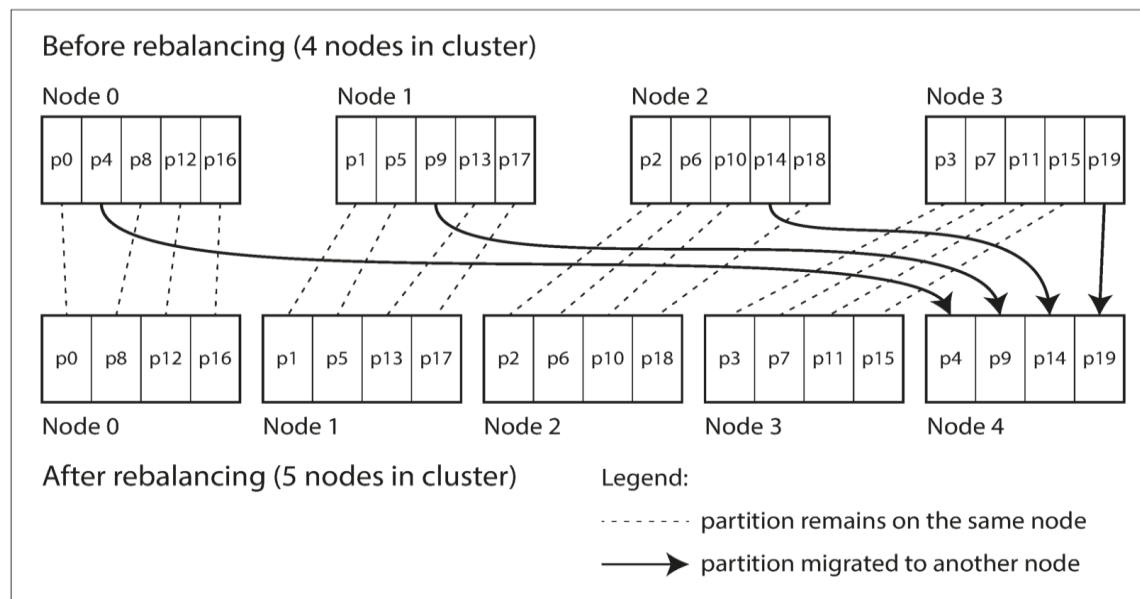 Before rebalancing (4 nodes in cluster)
Node 0 Node 1 Node 2 Node 3
p0 p4 p8 p12 p16 p1 p5 p9 p13 p17 p2 p6 p10 p14 p18 p3 p7 p11 p15 p19
p0 p8 p12 p16 p1 p5 p13 p17 p2 p6 p10 p18 p3 p7 p11 p15 p4 p9 p14 p19
Node 0 Node 1 Node 2 Node 3 Node 4
After rebalancing (5 nodes in cluster)
Legend:
partition remains on the same node
partition migrated to another node